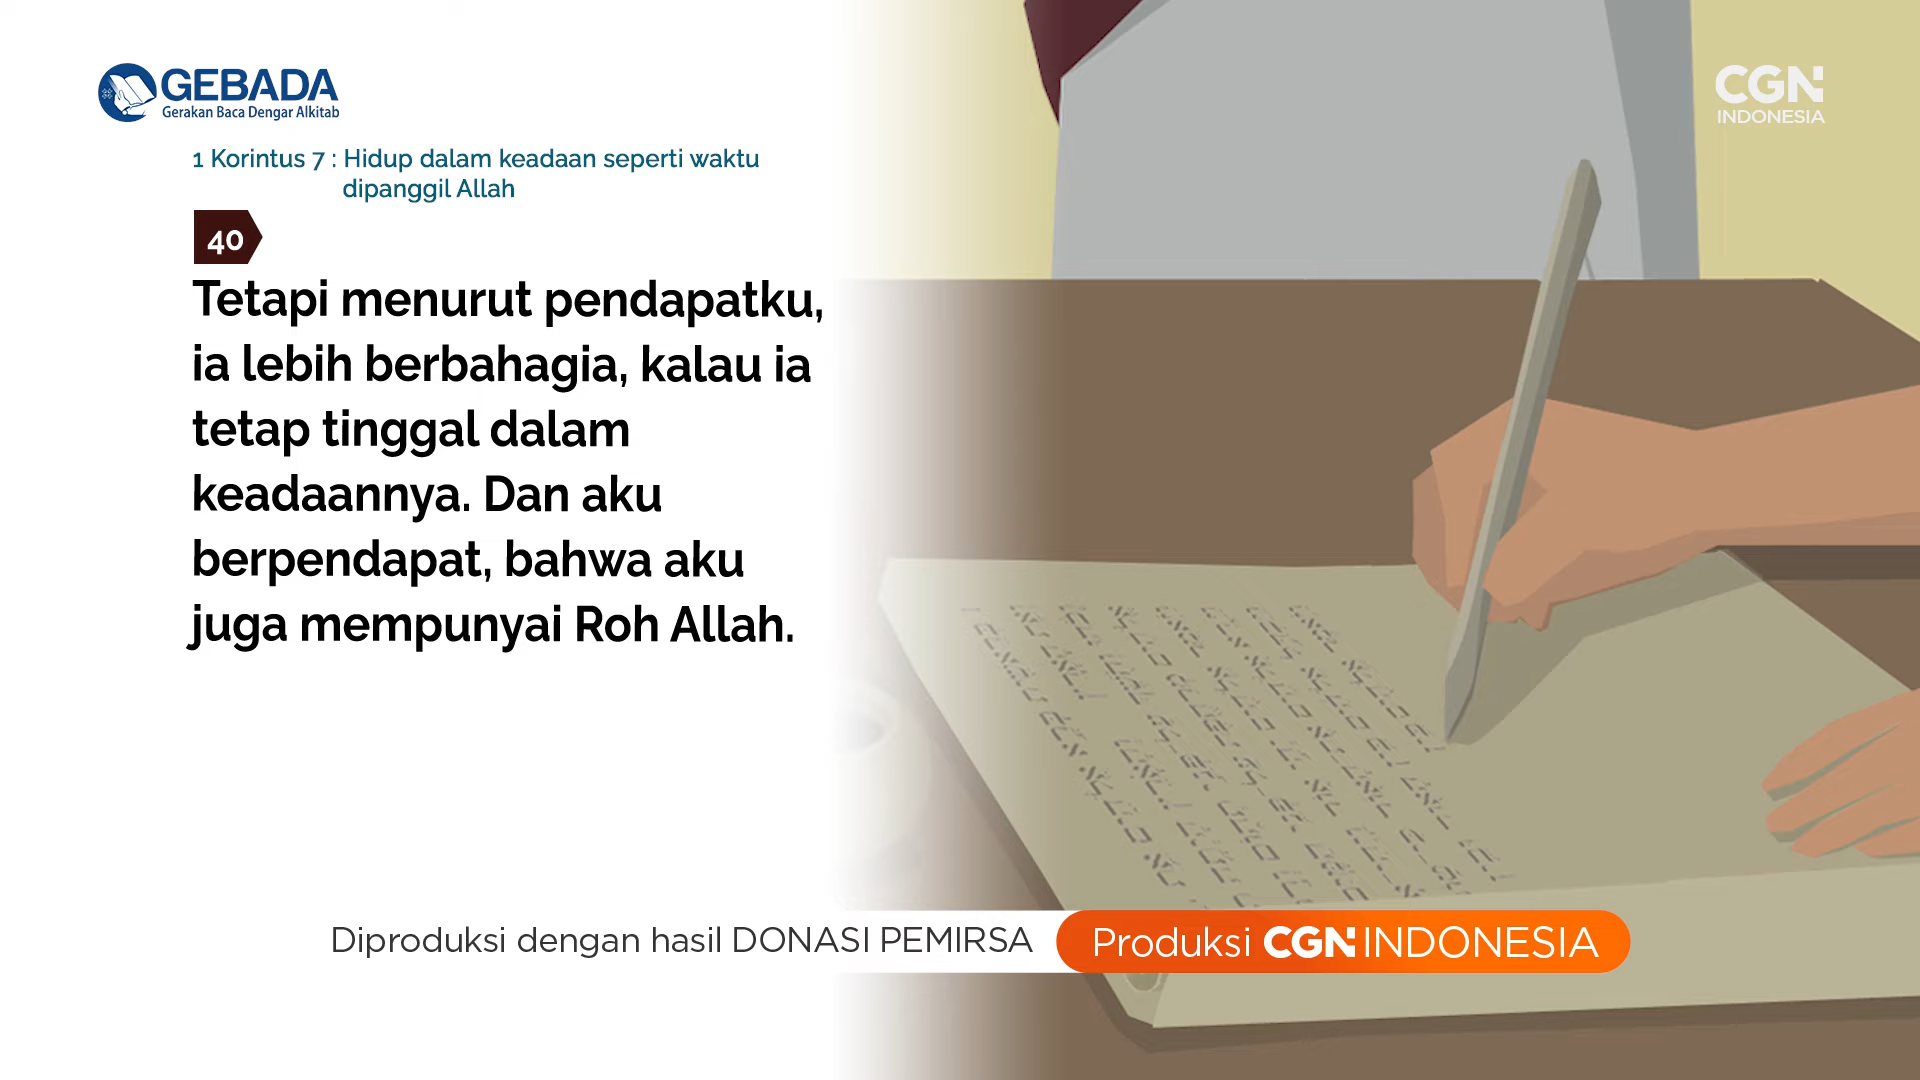 GEBADA
Gerakan Baca Dengar Alkitab
CGN
INDONESIA
1 Korintus 7 : Hidup dalam keadaan seperti waktu
dipanggil Allah
40
Tetapi menurut pendapatku,
ia lebih berbahagia, kalau ia
tetap tinggal dalam
keadaannya. Dan aku
berpendapat, bahwa aku
juga mempunyai Roh Allah.
Diproduksi dengan hasil DONASI PEMIRSA
Produksi CGN INDONESIA